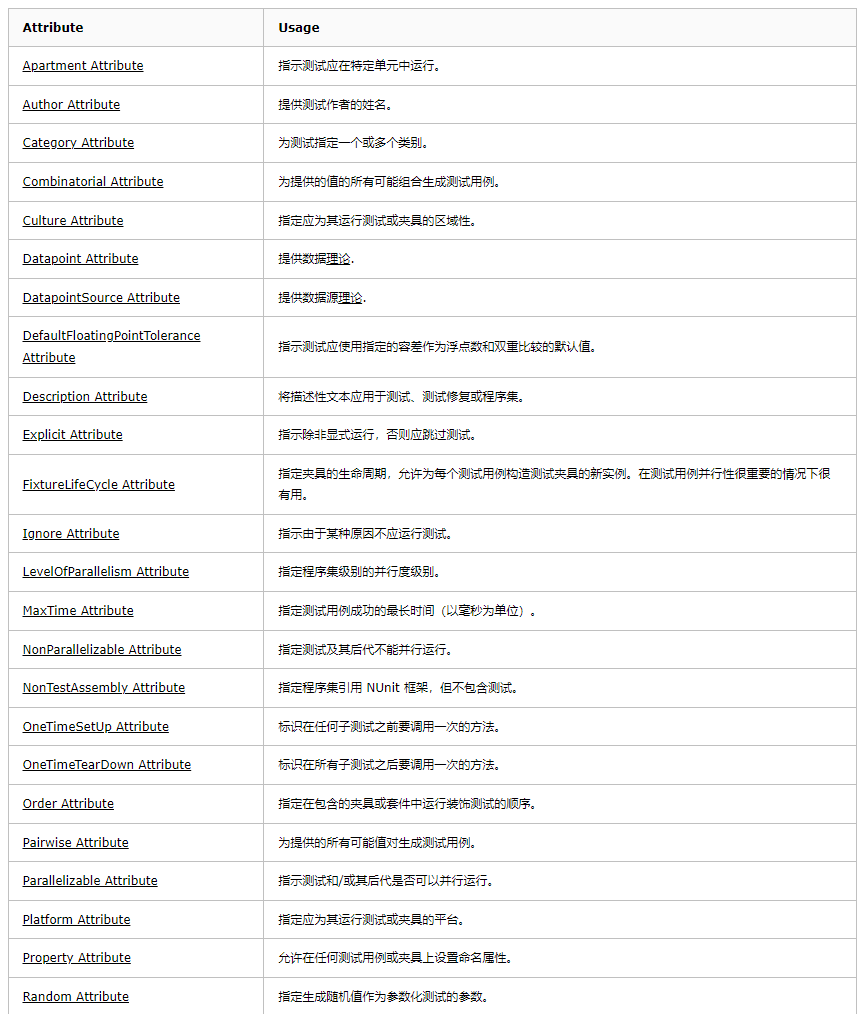 Attribute Usage
Apartment Attribute 指示测试应在特定单元中运行。
Author Attribute 提供测试作者的姓名。
Category Attribute 为测试指定一个或多个类别。
Combinatorial Attribute 为提供的值的所有可能组合生成测试用例。
Culture Attribute 指定应为其运行测试或夹具的区域性。
Datapoint Attribute 提供数据理论.
DatapointSource Attribute 提供数据源理论.
DefaultFloatingPointTolerance
Attribute
指示测试应使用指定的容差作为浮点数和双重比较的默认值。
Description Attribute 将描述性文本应用于测试、测试修复或程序集。
Explicit Attribute 指示除非显式运行，否则应跳过测试。
FixtureLifeCycle Attribute
指定夹具的生命周期，允许为每个测试用例构造测试夹具的新实例。在测试用例并行性很重要的情况下很
有用。
Ignore Attribute 指示由于某种原因不应运行测试。
LevelOfParallelism Attribute 指定程序集级别的并行度级别。
MaxTime Attribute 指定测试用例成功的最长时间（以毫秒为单位）。
NonParallelizable Attribute 指定测试及其后代不能并行运行。
NonTestAssembly Attribute 指定程序集引用 NUnit 框架，但不包含测试。
OneTimeSetUp Attribute 标识在任何子测试之前要调用一次的方法。
OneTimeTearDown Attribute 标识在所有子测试之后要调用一次的方法。
Order Attribute 指定在包含的夹具或套件中运行装饰测试的顺序。
Pairwise Attribute 为提供的所有可能值对生成测试用例。
Parallelizable Attribute 指示测试和/或其后代是否可以并行运行。
Platform Attribute 指定应为其运行测试或夹具的平台。
Property Attribute 允许在任何测试用例或夹具上设置命名属性。
Random Attribute 指定生成随机值作为参数化测试的参数。